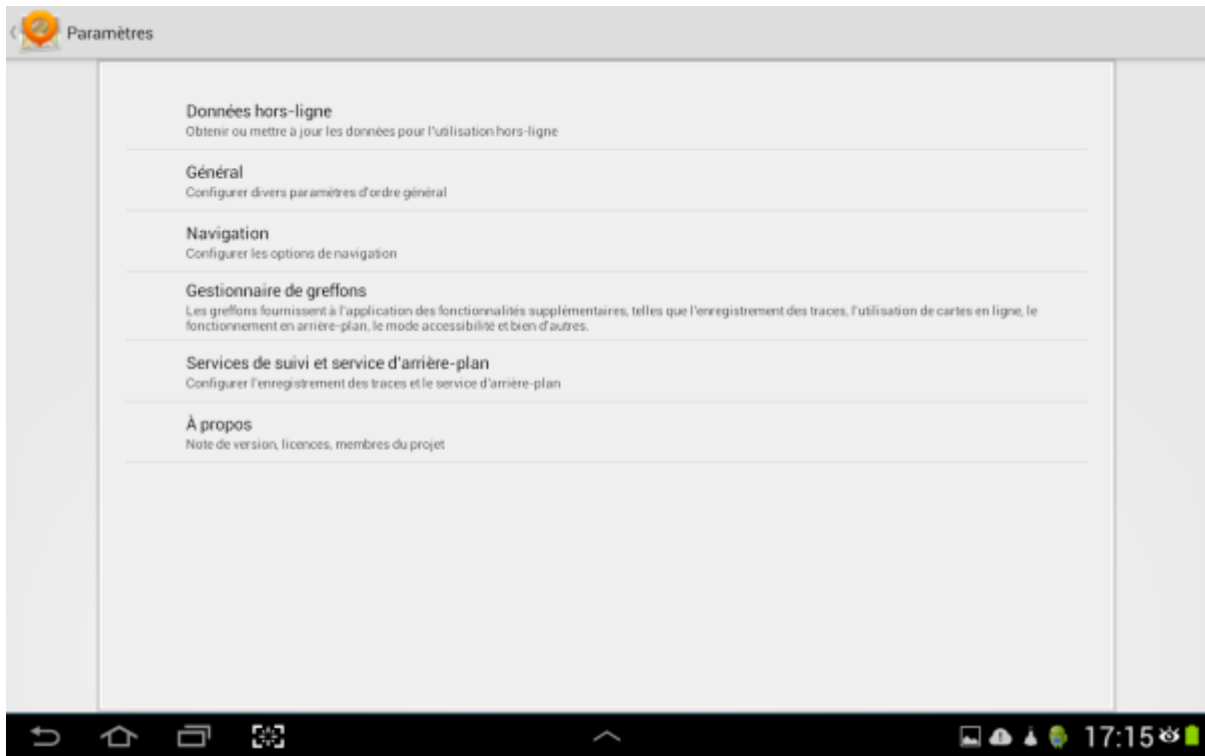 Paramètres
Données hors-ligne
Obtenir ou mettre à jour les données pour l'utilisation hors-ligne
Général
Configurer divers paramètres d'ordre général
Navigation
Configurer les options de navigation
Gestionnaire de greffons
Les greffons fournissent à l'application des fonctionnalités supplémentaires, telles que l'enregistrement des traces, l'utilisation de cartes en ligne, le
fonctionnement en arrière-plan, le mode accessibilité et bien d'autres.
Services de suivi et service d'arrière-plan
Configurer l'enregistrement des traces et le service d'arrière-plan
À propos
Note de version, licences, membres du projet
17:15